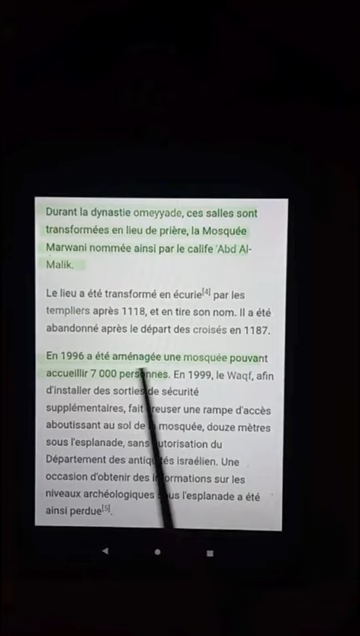 Durant la dynastie omeyyade, ces salles sont
transformées en lieu de prière, la Mosquée
Marwani nommée ainsi par le calife 'Abd Al-
Malik.
Le lieu a été transformé en écurie[4] par les
templiers après 1118, et en tire son nom. Il a été
abandonné après le départ des croisés en 1187.
En 1996 a été aménagée une mosquée pouvant
accueillir 7 000 personnes. En 1999, le Waqf, afin
d'installer des sorties de sécurité
supplémentaires, fait creuser une rampe d'accès
aboutissant au sol de la mosquée, douze mètres
sous l'esplanade, sans autorisation du
Département des antiquités israélien. Une
occasion d'obtenir des informations sur les
niveaux archéologiques sous l'esplanade a été
ainsi perdue[5].